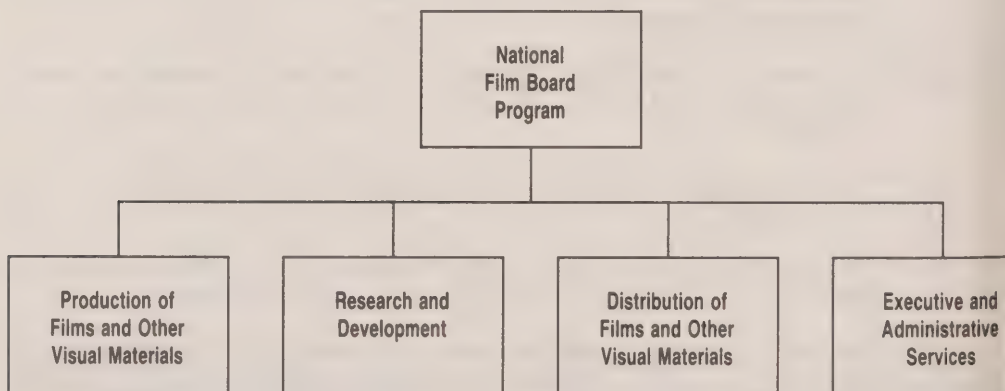 National
Film Board
Program
Production of
Films and Other
Visual Materials
Research and
Development
Distribution of
Films and Other
Visual Materials
Executive and
Administrative
Services